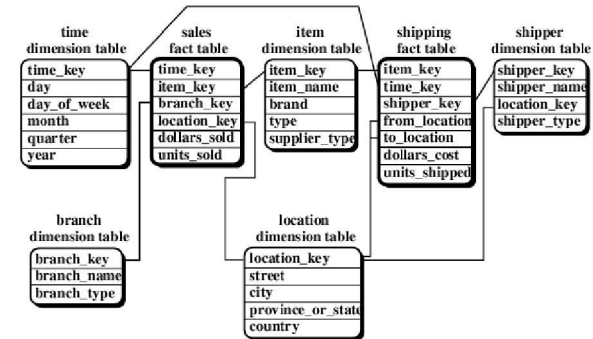 time
dimension table
time_key
day
day_of_week
month
quarter
year
sales
fact table
time_key
item_key
branch_key
location_key
dollars_sold
units_sold
item
dimension table
item_key
item_name
brand
type
supplier_type
shipping
fact table
item_key
time_key
shipper_key
from_location
to_location
dollars_cost
units_shipped
shipper
dimension table
shipper_key
shipper_name
location_key
shipper_type
branch
dimension table
branch_key
branch_name
branch_type
location
dimension table
location_key
street
city
province_or_state
country